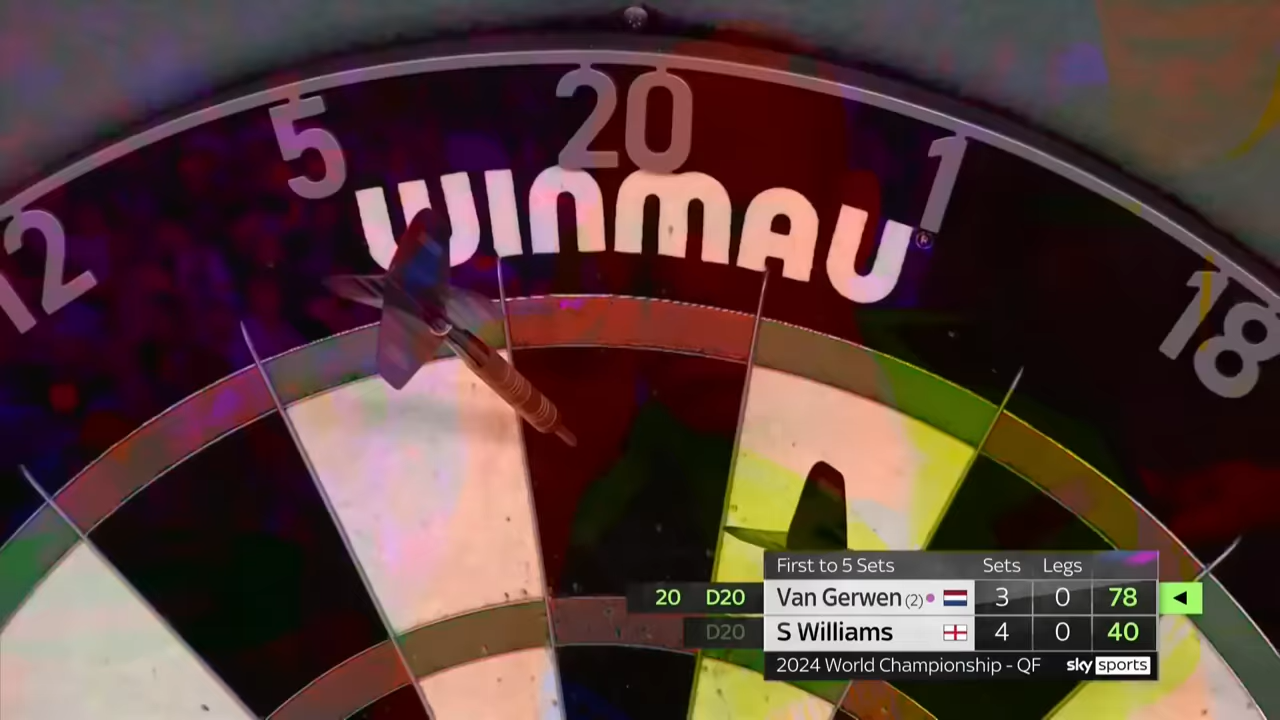 20
5
1
12
18
WINMAU®
First to 5 Sets Sets Legs
20 D20 Van Gerwen (2) 3 0 78
D20 S Williams 4 0 40
2024 World Championship - QF sky sports